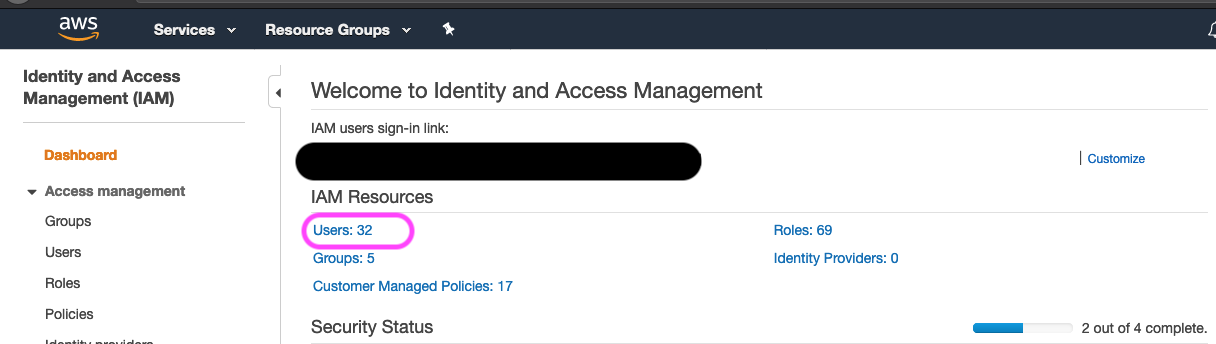 aws Services Resource Groups
Identity and Access
Management (IAM)
Dashboard
Access management
Groups
Users
Roles
Policies
Identity providers
Welcome to Identity and Access Management
IAM users sign-in link:
| Customize
IAM Resources
Users: 32
Roles: 69
Groups: 5
Identity Providers: 0
Customer Managed Policies: 17
Security Status
2 out of 4 complete.